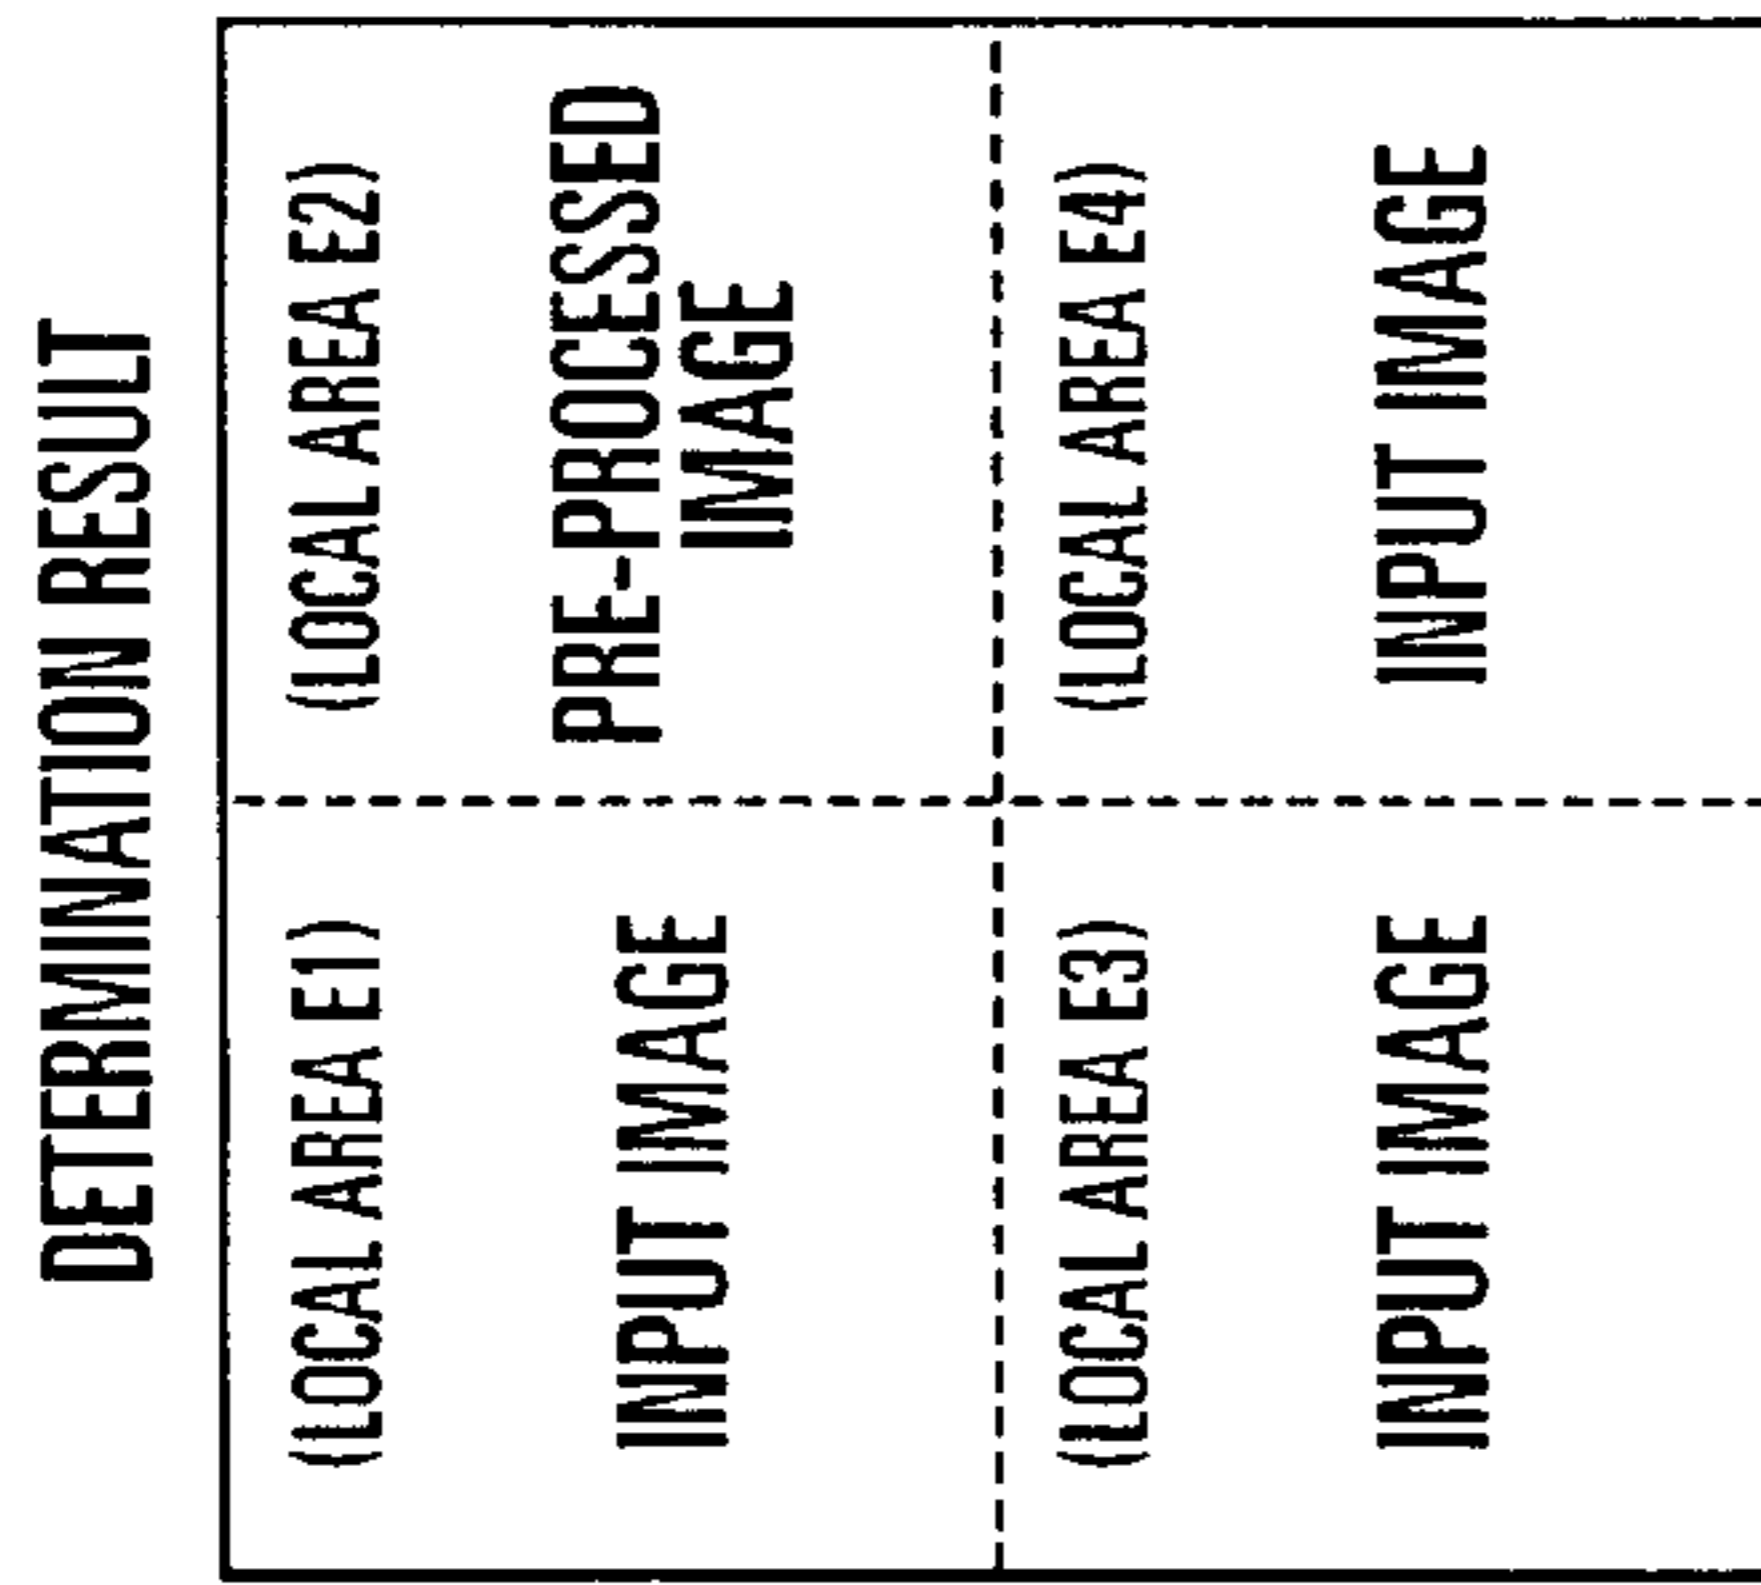 DETERMINATION RESULT
(LOCAL AREA E1)
INPUT IMAGE
(LOCAL AREA E2)
PRE-PROCESSED
IMAGE
(LOCAL AREA E3)
INPUT IMAGE
(LOCAL AREA E4)
INPUT IMAGE